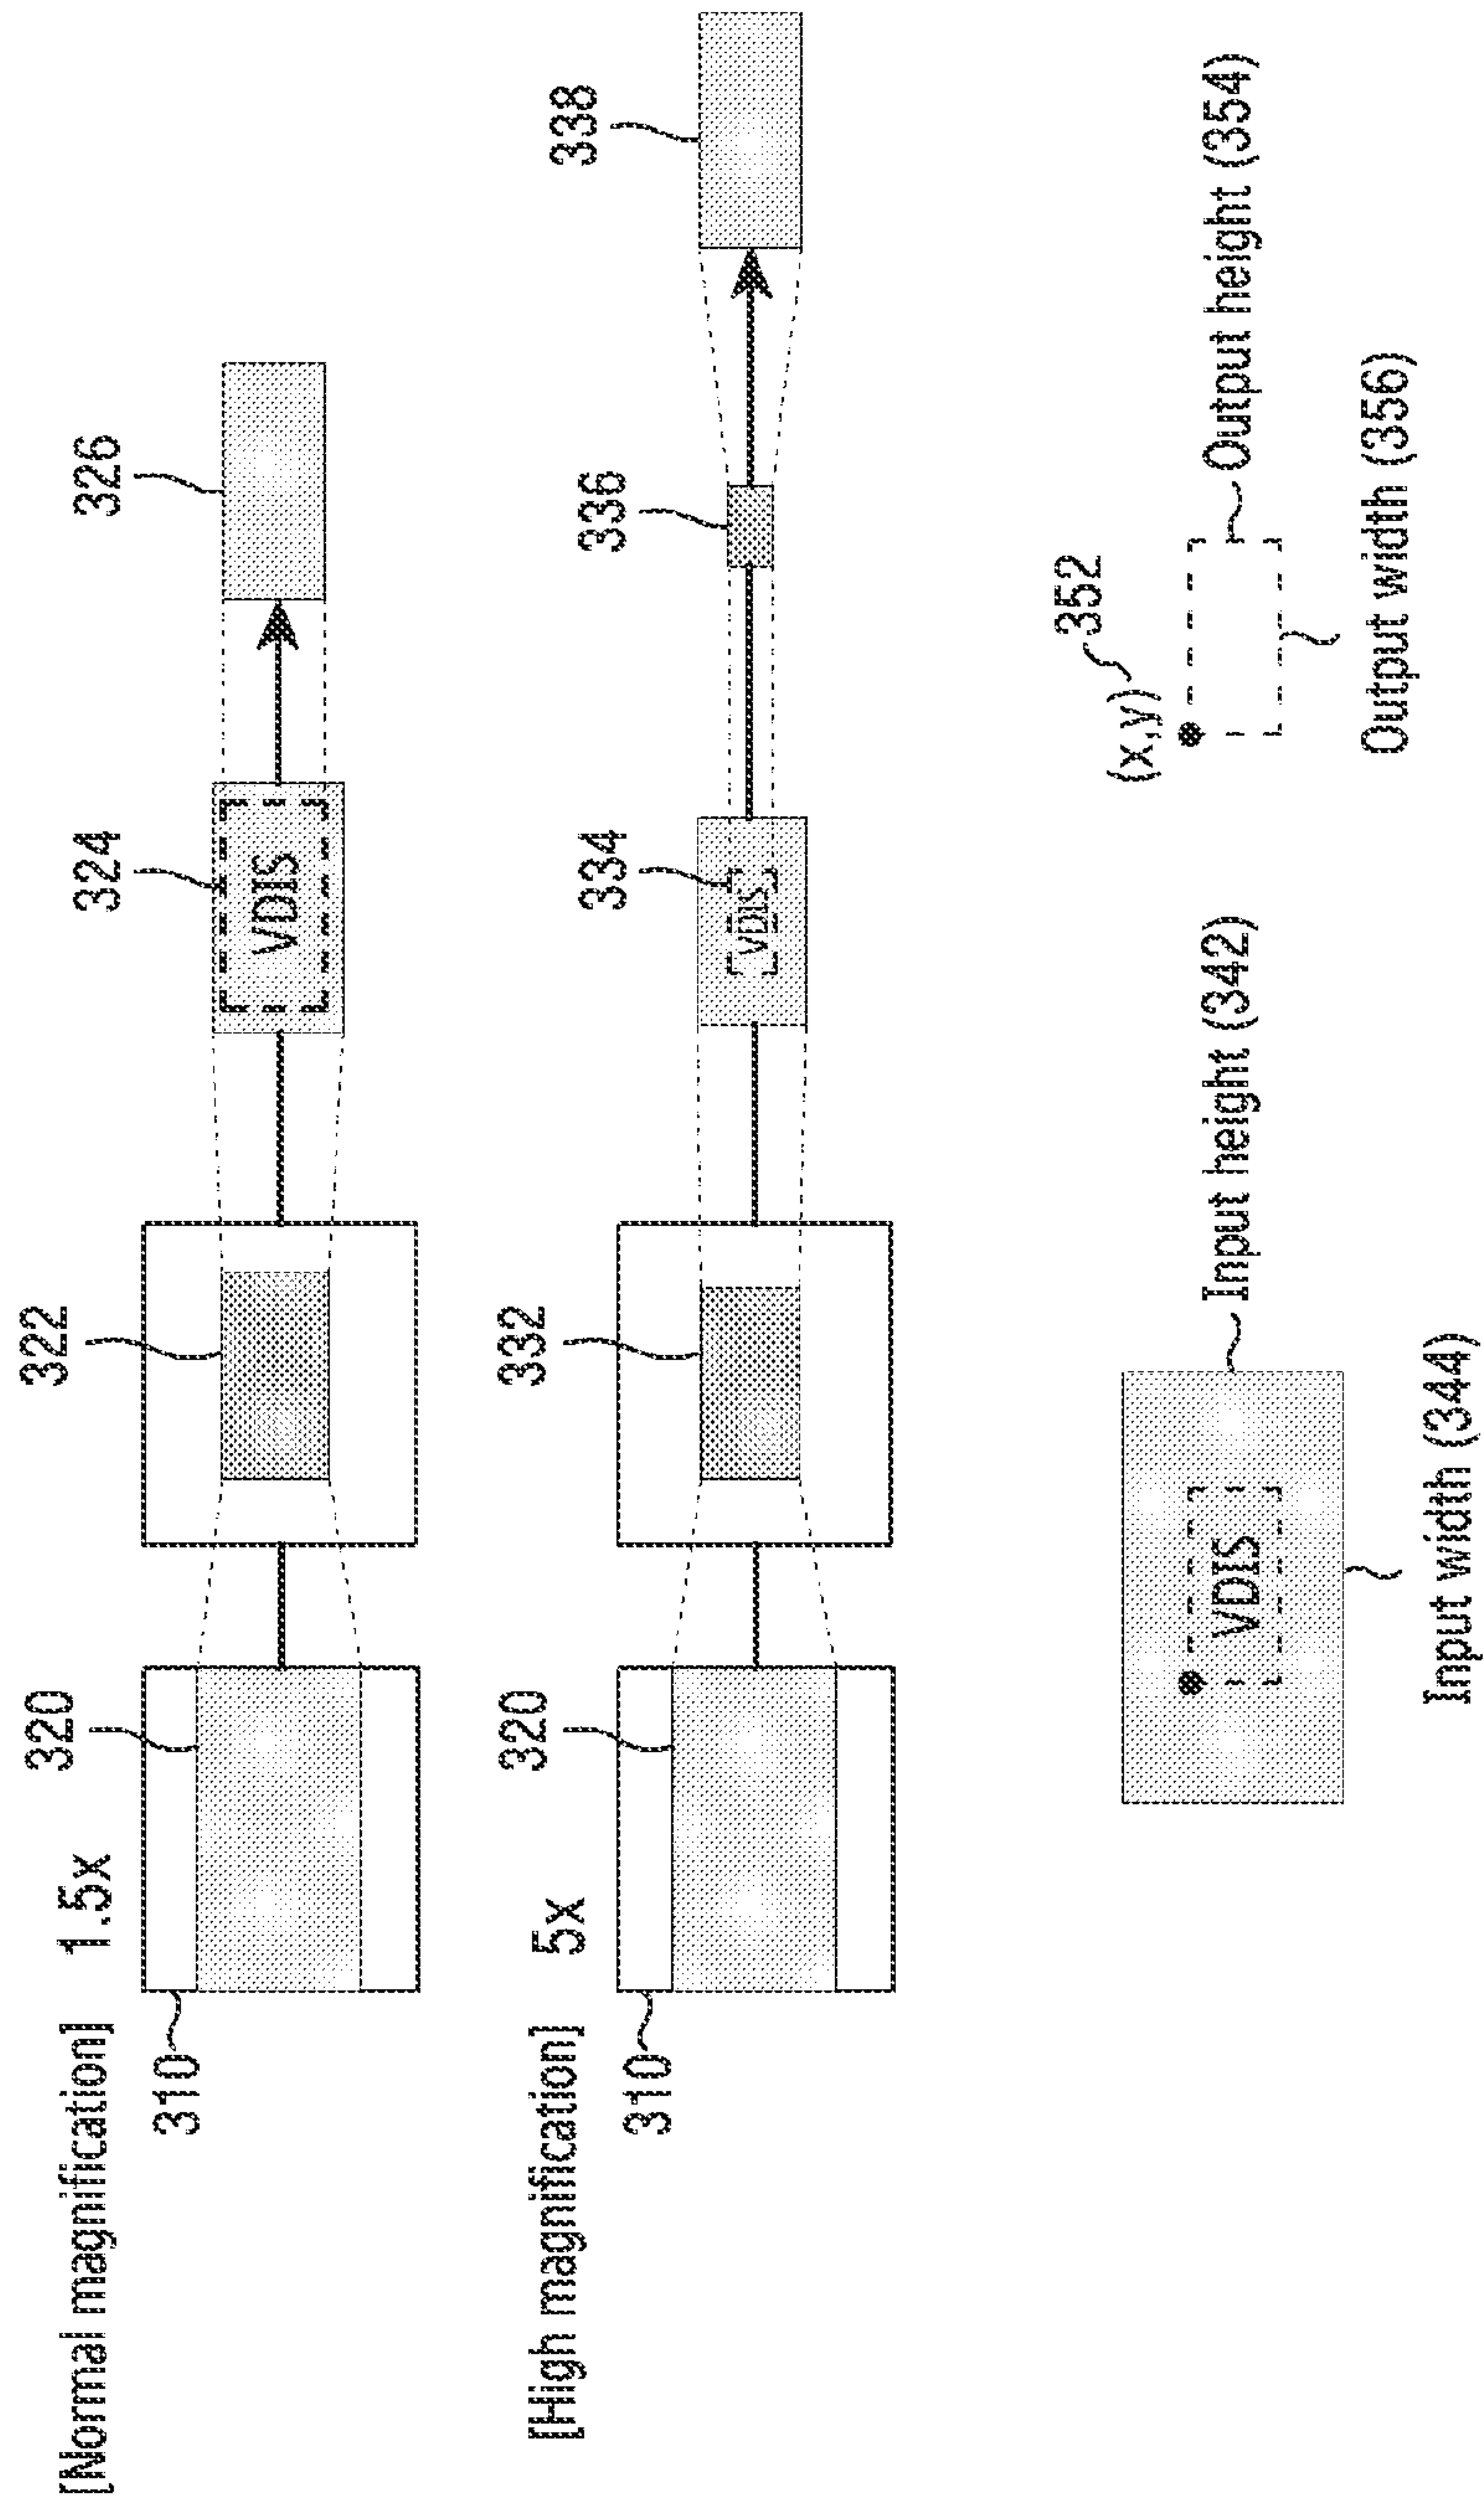 [Normal magnification] 1.5x
310
320
322
324
VDIS
326
[High magnification] 5x
310
320
332
334
VDIS
336
338
VDIS
Input height (342)
Input width (344)
(x,y)
352
Output height (354)
Output width (356)